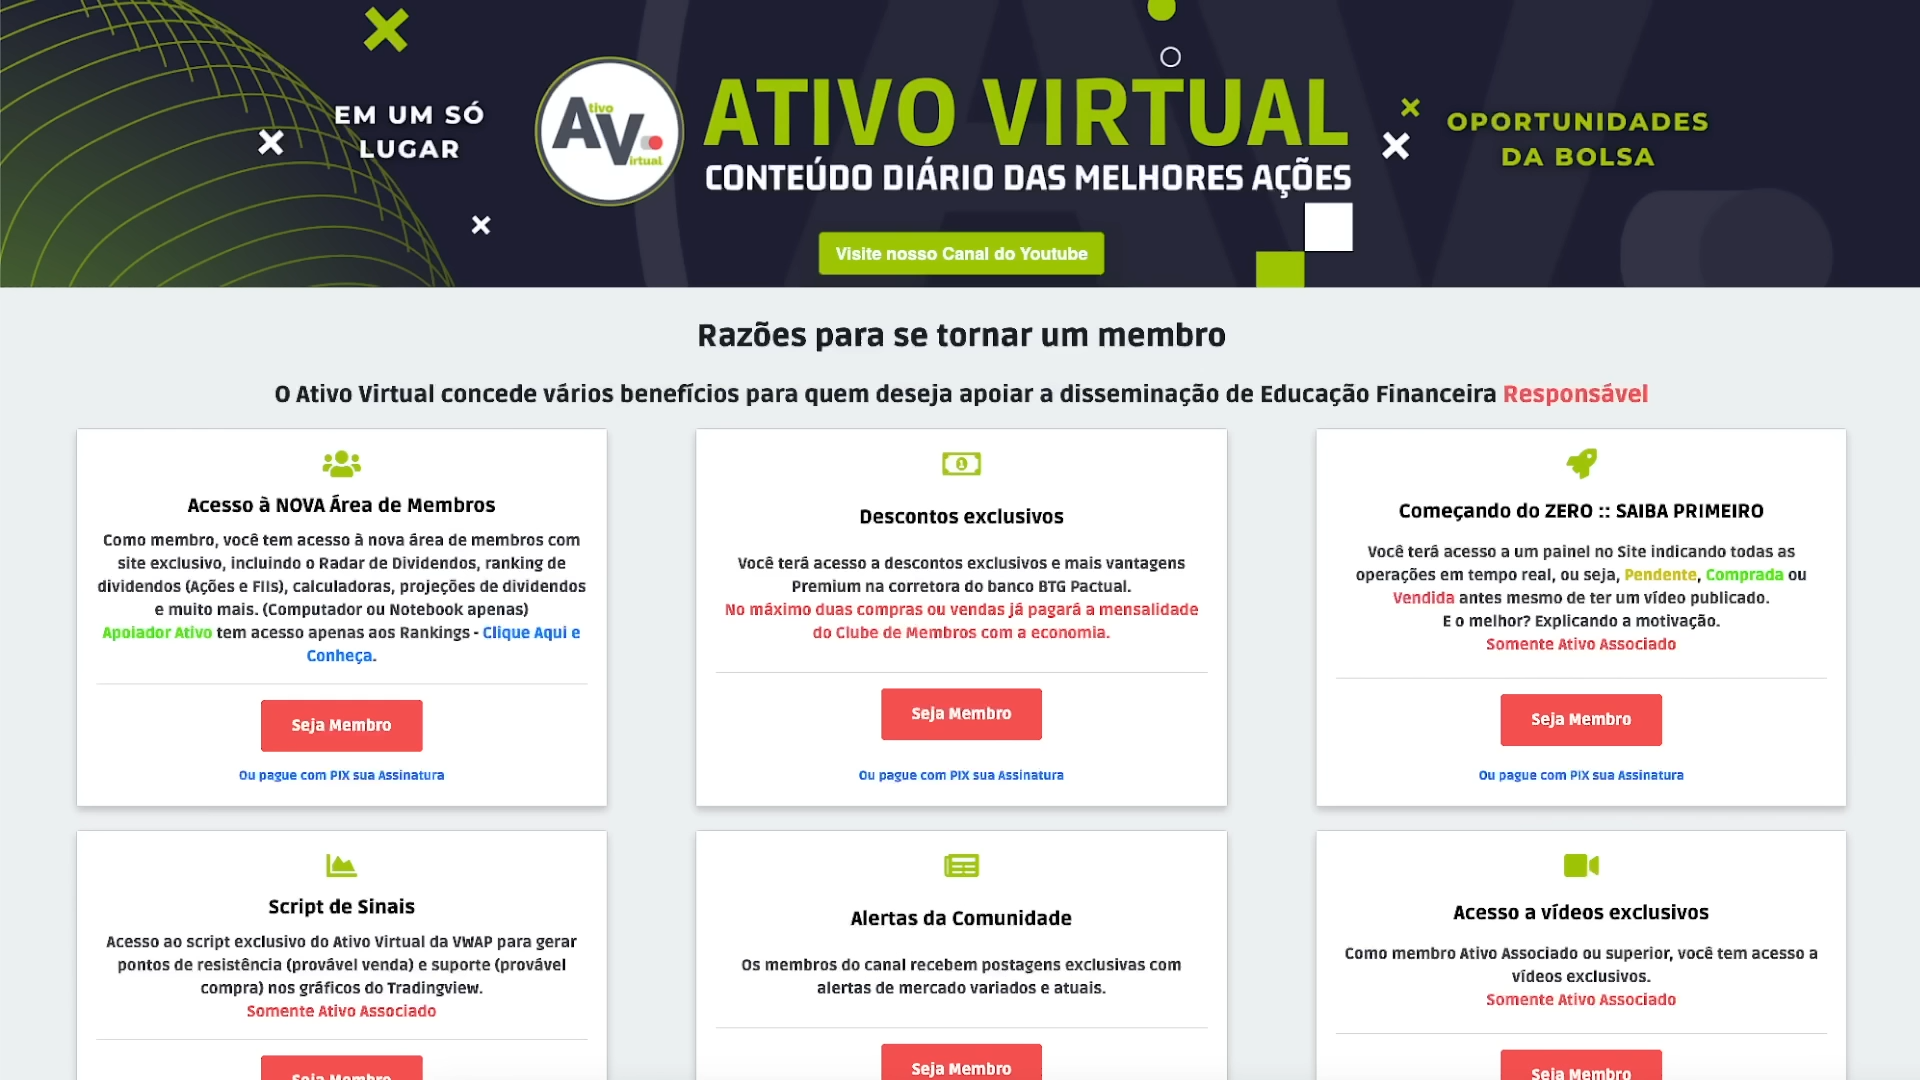 EM UM SÓ
LUGAR
Ativo
AV
Virtual
ATIVO VIRTUAL
CONTEÚDO DIÁRIO DAS MELHORES AÇÕES
OPORTUNIDADES
DA BOLSA
Visite nosso Canal do Youtube
Razões para se tornar um membro
O Ativo Virtual concede vários benefícios para quem deseja apoiar a disseminação de Educação Financeira Responsável
Acesso à NOVA Área de Membros
Como membro, você tem acesso à nova área de membros com
site exclusivo, incluindo o Radar de Dividendos, ranking de
dividendos (Ações e FIIs), calculadoras, projeções de dividendos
e muito mais. (Computador ou Notebook apenas)
Apoiador Ativo tem acesso apenas aos Rankings - Clique Aqui e
Conheça.
Seja Membro
Ou pague com PIX sua Assinatura
Descontos exclusivos
Você terá acesso a descontos exclusivos e mais vantagens
Premium na corretora do banco BTG Pactual.
No máximo duas compras ou vendas já pagará a mensalidade
do Clube de Membros com a economia.
Seja Membro
Ou pague com PIX sua Assinatura
Começando do ZERO :: SAIBA PRIMEIRO
Você terá acesso a um painel no Site indicando todas as
operações em tempo real, ou seja, Pendente, Comprada ou
Vendida antes mesmo de ter um vídeo publicado.
E o melhor? Explicando a motivação.
Somente Ativo Associado
Seja Membro
Ou pague com PIX sua Assinatura
Script de Sinais
Acesso ao script exclusivo do Ativo Virtual da VWAP para gerar
pontos de resistência (provável venda) e suporte (provável
compra) nos gráficos do Tradingview.
Somente Ativo Associado
Seja Membro
Alertas da Comunidade
Os membros do canal recebem postagens exclusivas com
alertas de mercado variados e atuais.
Seja Membro
Acesso a vídeos exclusivos
Como membro Ativo Associado ou superior, você tem acesso a
vídeos exclusivos.
Somente Ativo Associado
Seja Membro